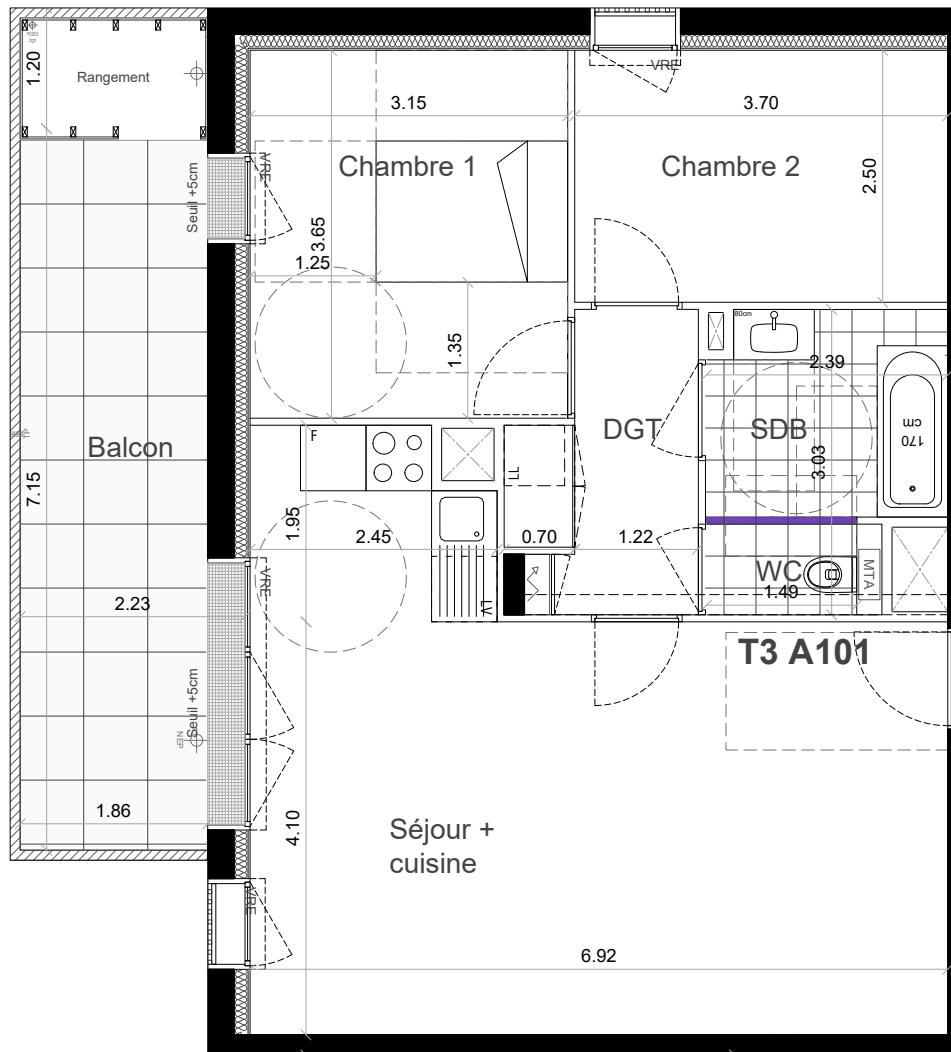 1.20
Rangement
VRE
3.15
3.70
Chambre 1
Chambre 2
VRE
Seuil +5cm
2.50
3.65
1.25
80cm
1.35
2.39
DGT
SDB
170
cm
F
Balcon
3.03
LL
7.15
1.95
2.45
0.70
1.22
VRE
WC
MTA
1.49
2.23
LV
T3 A101
Seuil +5cm
NEP
1.86
4.10
Séjour +
cuisine
VRE
6.92